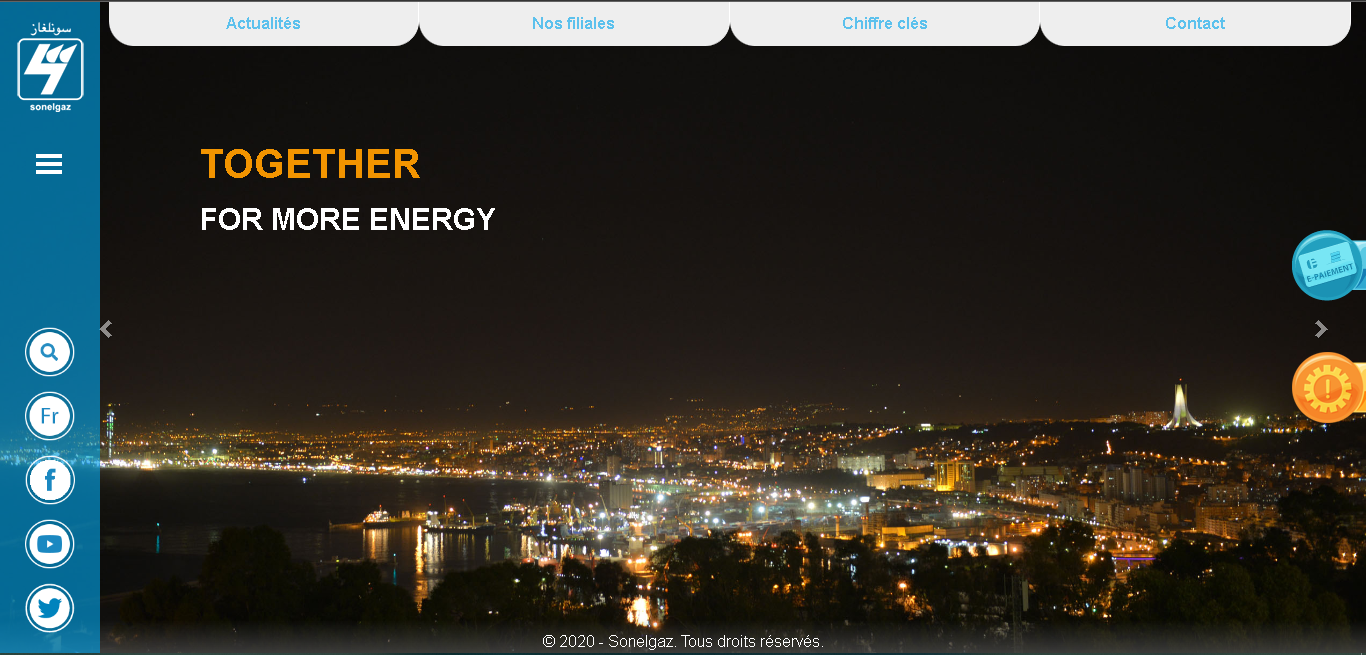 سونلغاز
sonelgaz
Actualités
Nos filiales
Chiffre clés
Contact
TOGETHER
FOR MORE ENERGY
E-PAIEMENT
Fr
© 2020 - Sonelgaz. Tous droits réservés.